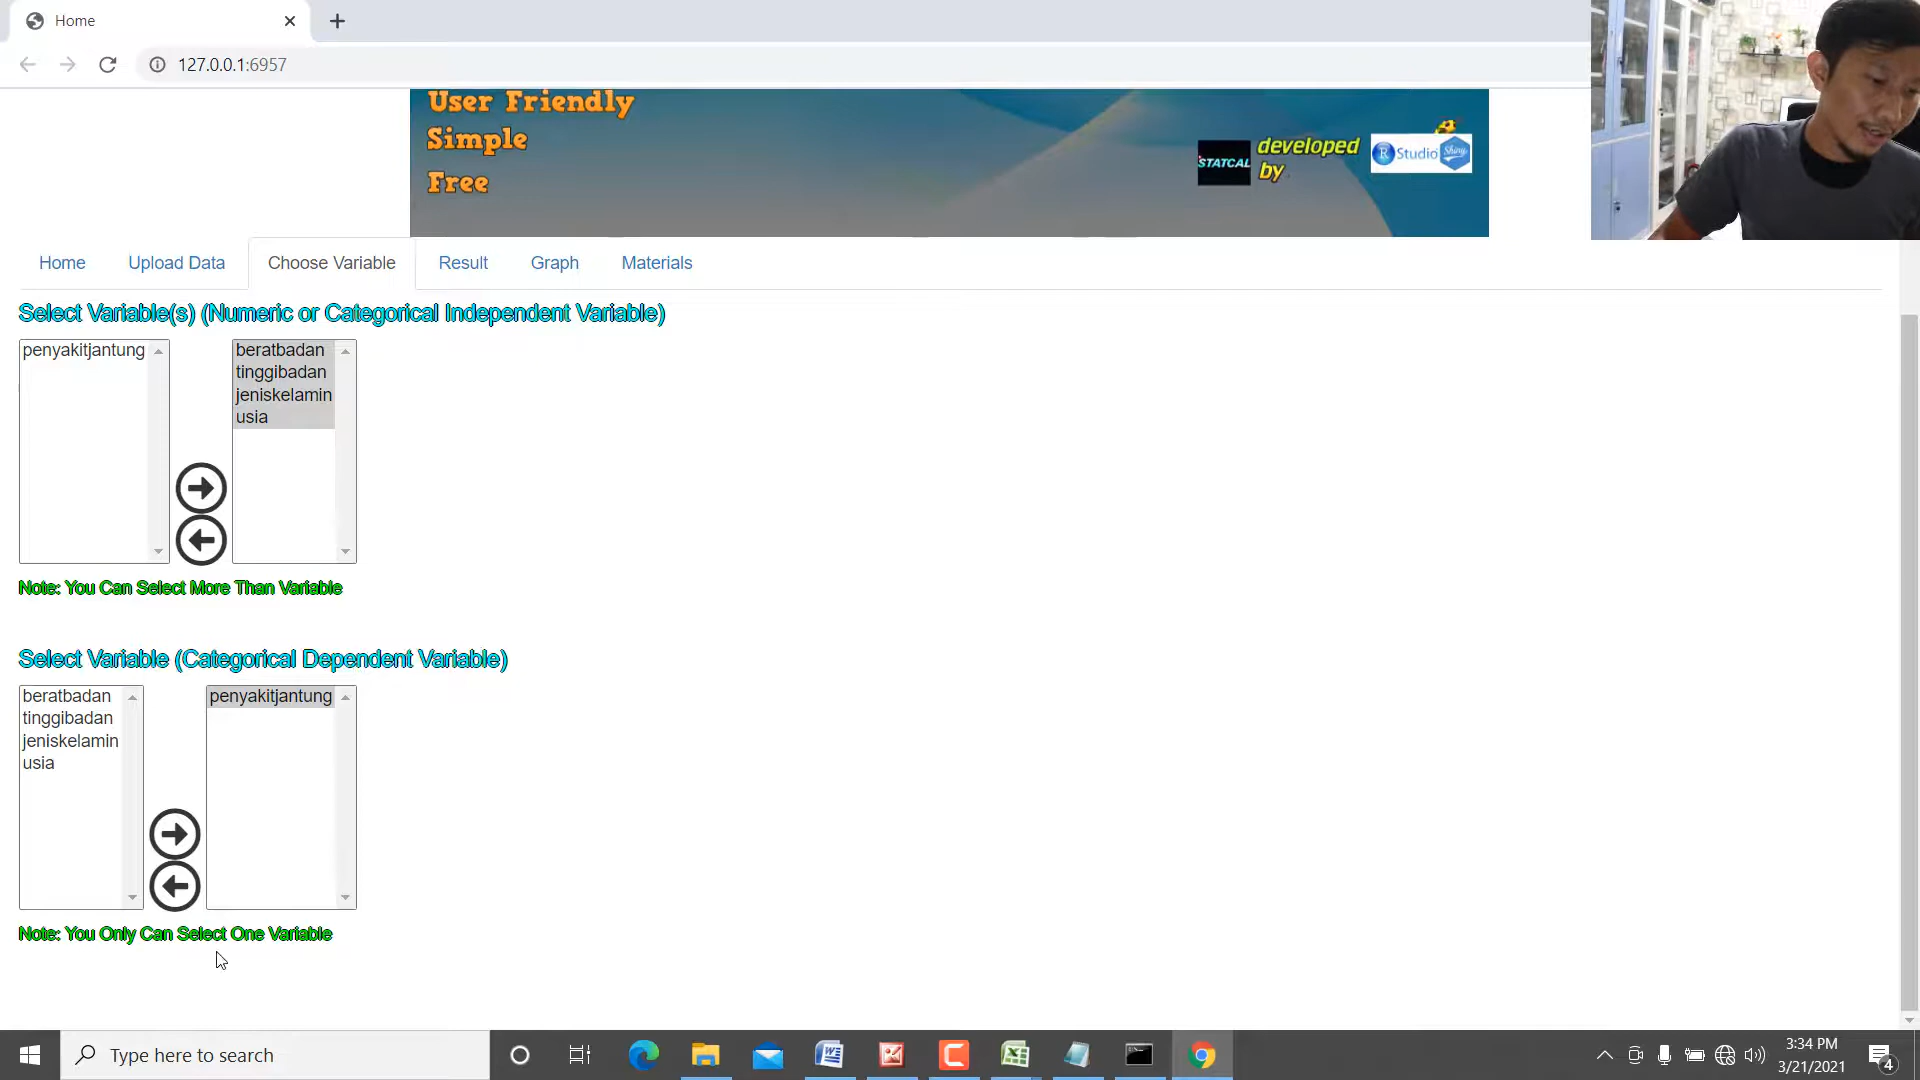 Home
127.0.0.1:6957
User Friendly
Simple
Free
STATCAL
developed
by
R Studio Shiny
Home
Upload Data
Choose Variable
Result
Graph
Materials
Select Variable(s) (Numeric or Categorical Independent Variable)
penyakitjantung
beratbadan
tinggibadan
jeniskelamin
usia
Note: You Can Select More Than Variable
Select Variable (Categorical Dependent Variable)
beratbadan
tinggibadan
jeniskelamin
usia
penyakitjantung
Note: You Only Can Select One Variable
Type here to search
3:34 PM
3/21/2021
4